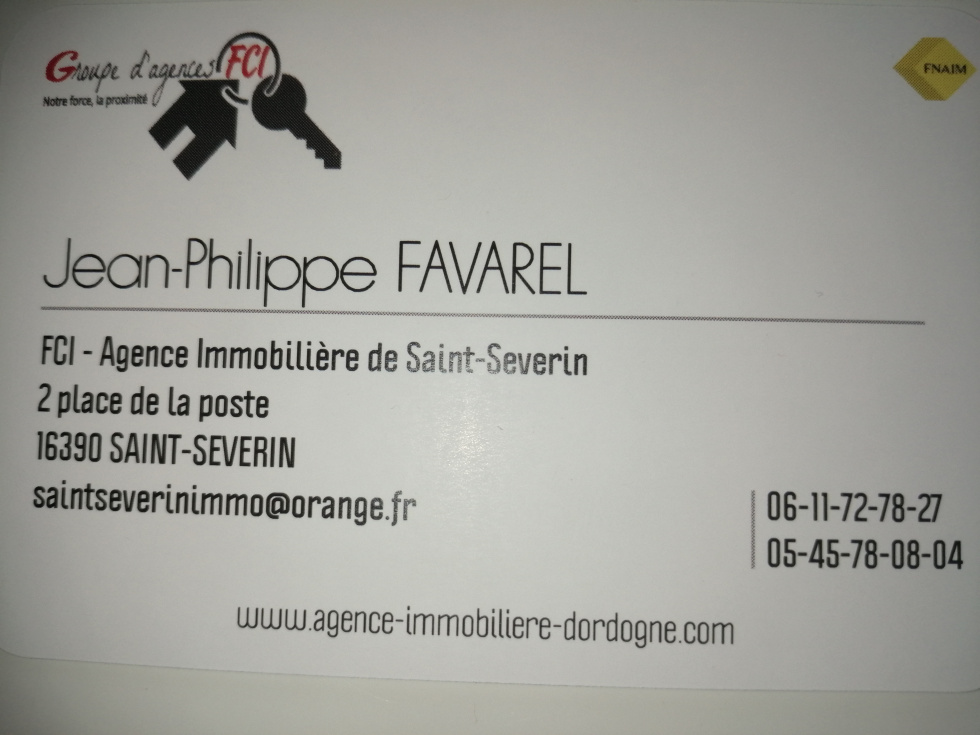 Groupe d'agences FCI
Notre force, la proximité
FNAIM
Jean-Philippe FAVAREL
FCI - Agence Immobilière de Saint-Severin
2 place de la poste
16390 SAINT-SEVERIN
saintseverinimmo@orange.fr
06-11-72-78-27
05-45-78-08-04
www.agence-immobiliere-dordogne.com